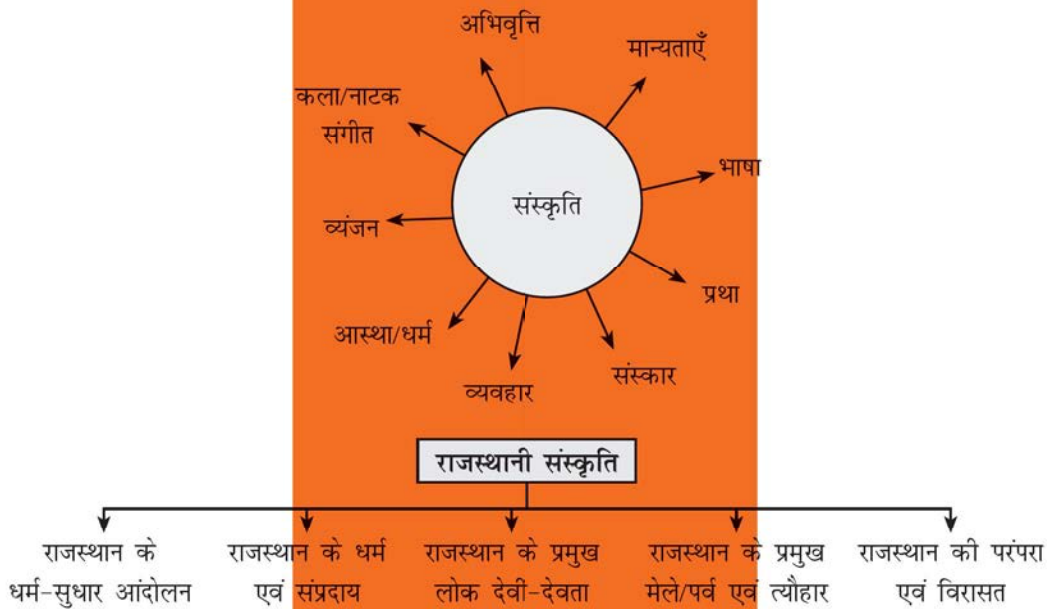 अभिवृत्ति
मान्यताएँ
कला/नाटक
संगीत
भाषा
संस्कृति
व्यंजन
प्रथा
आस्था/धर्म
संस्कार
व्यवहार
राजस्थानी संस्कृति
राजस्थान के
धर्म-सुधार आंदोलन
राजस्थान के धर्म
एवं संप्रदाय
राजस्थान के प्रमुख
लोक देवी-देवता
राजस्थान के प्रमुख
मेले/पर्व एवं त्यौहार
राजस्थान की परंपरा
एवं विरासत